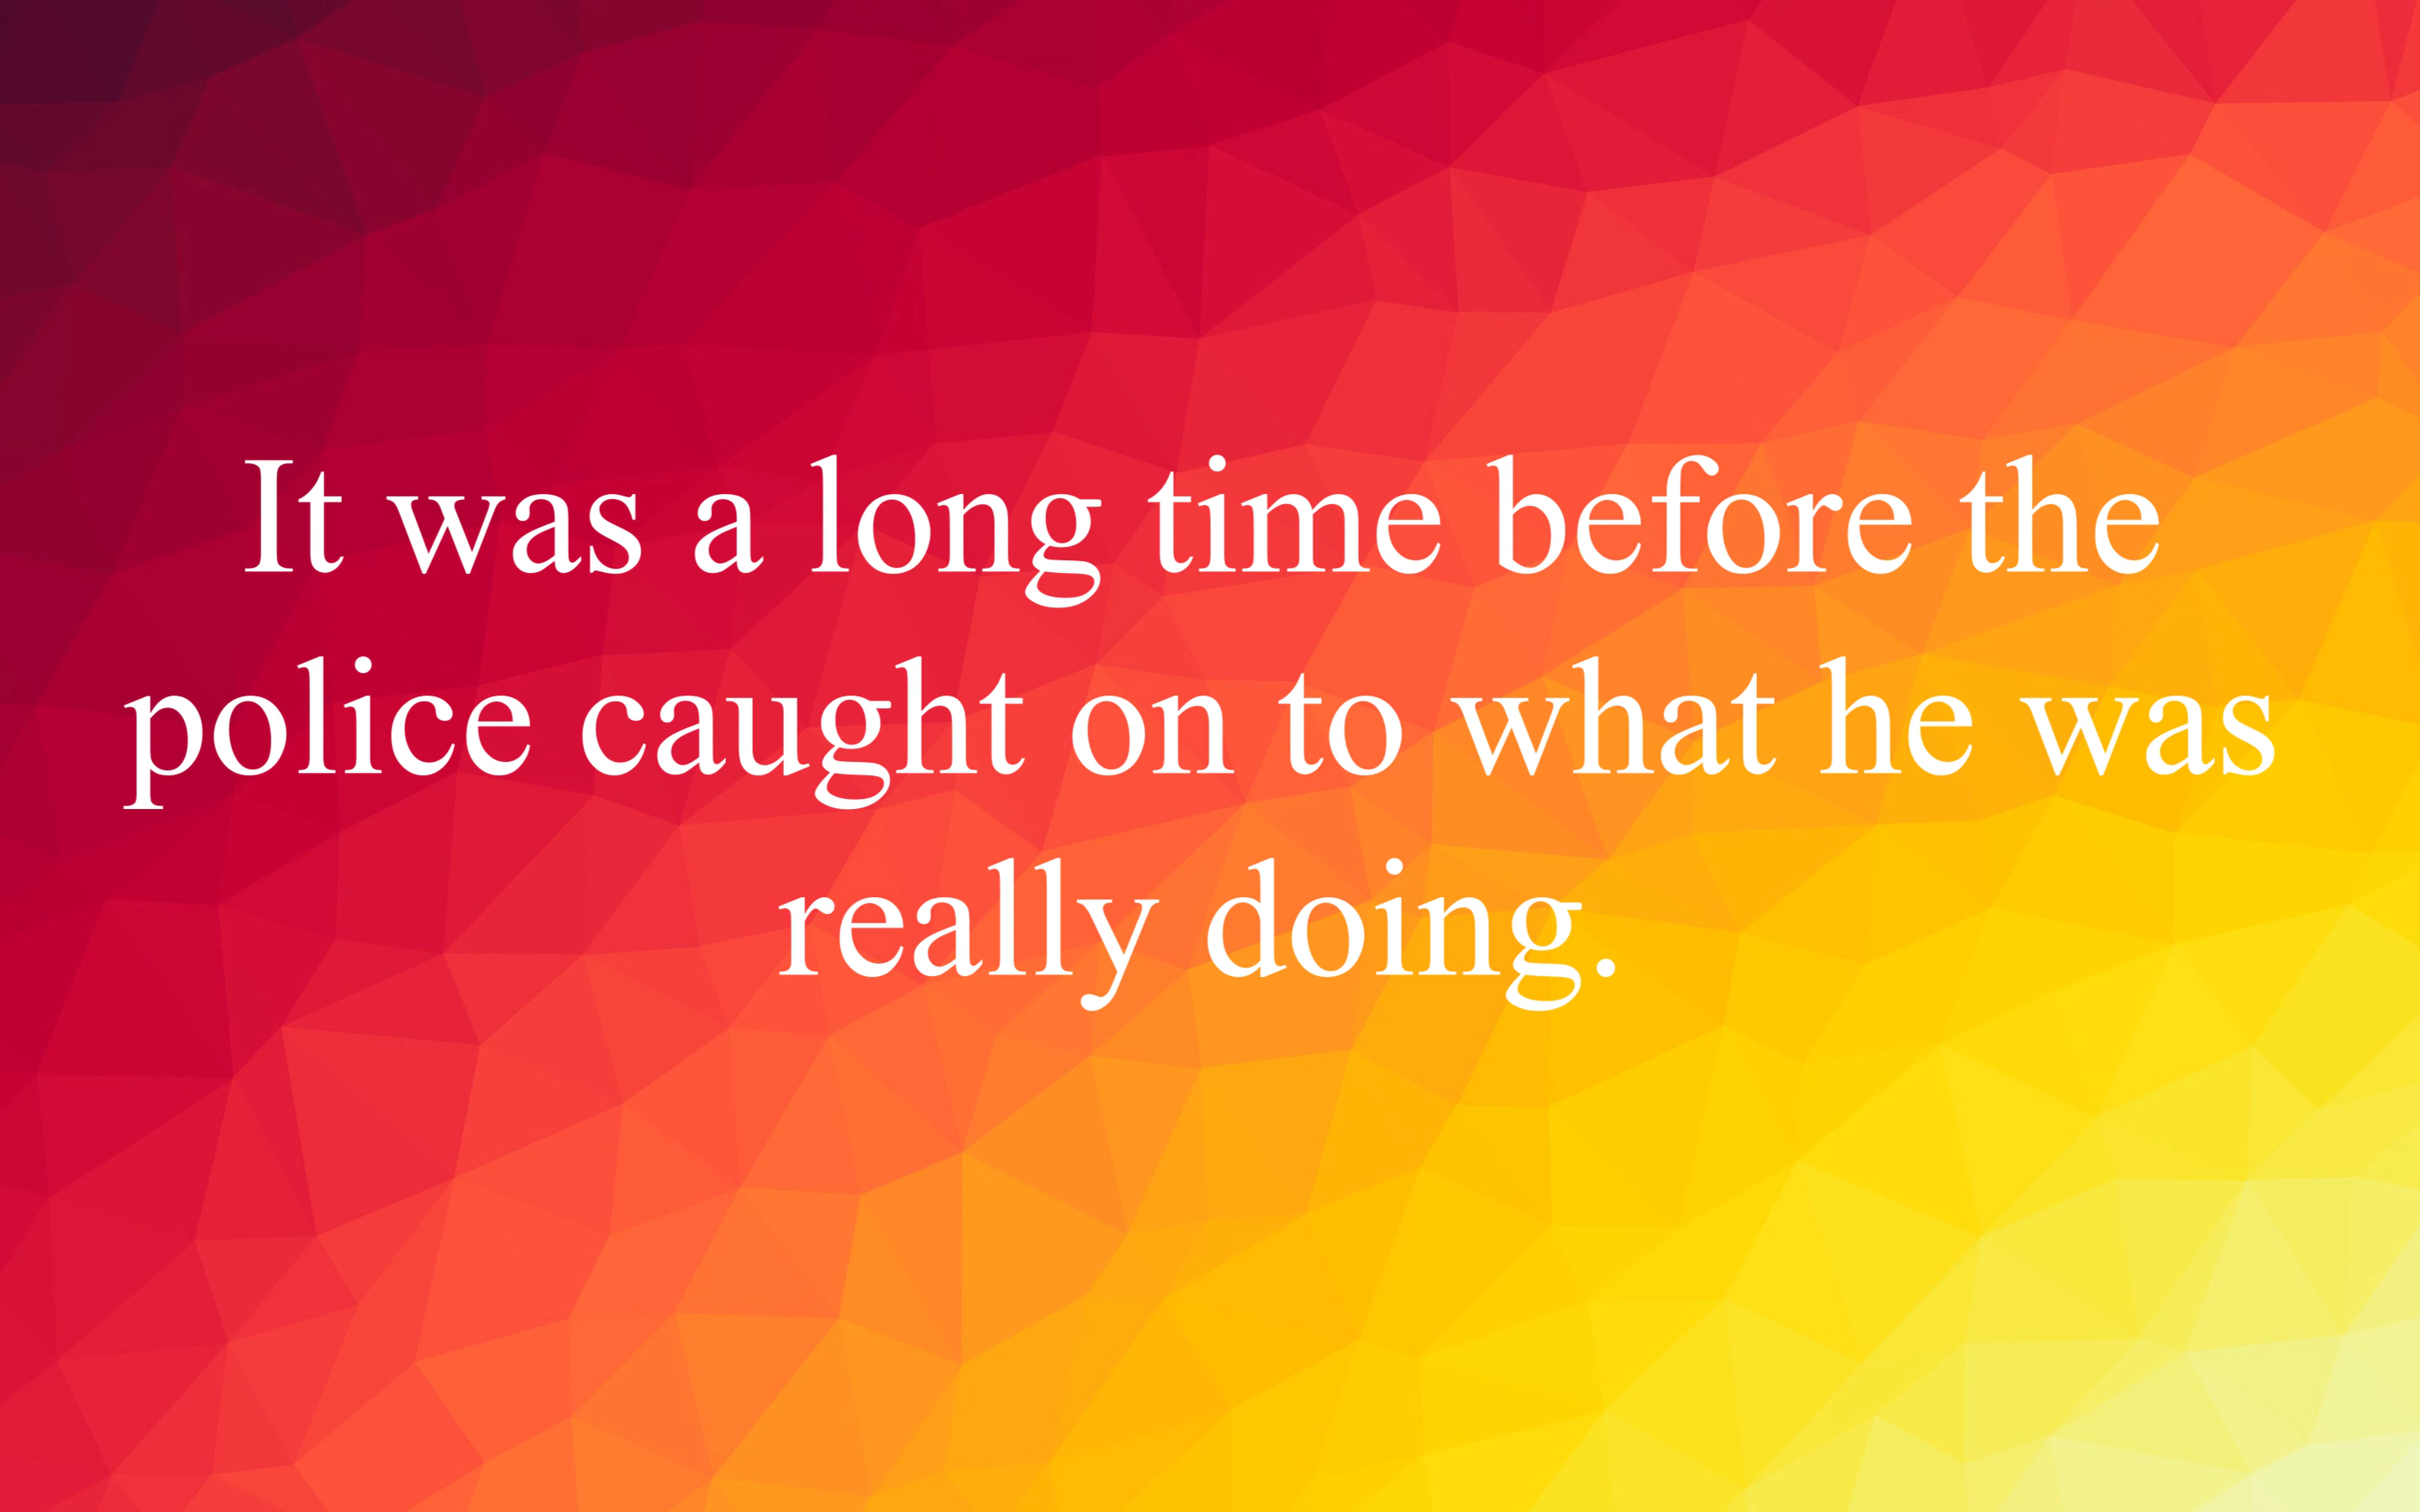 It was a long time before the
police caught on to what he was
really doing.